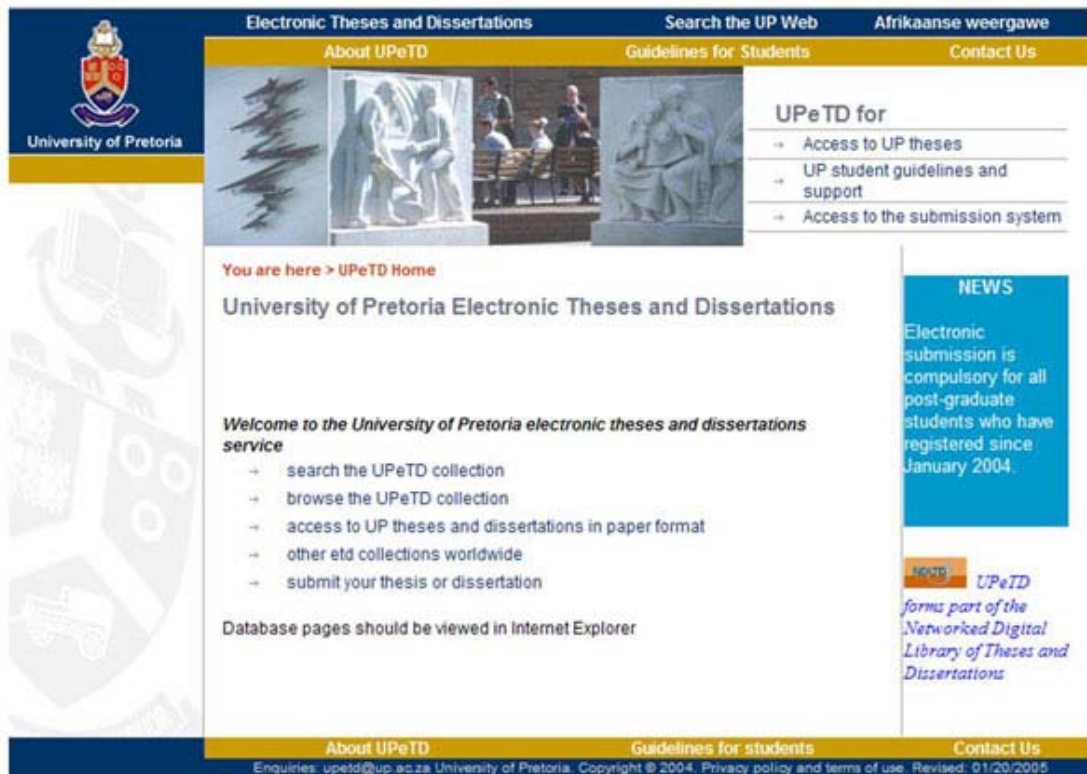 Electronic Theses and Dissertations Search the UP Web Afrikaanse weergawe
About UPeTD Guidelines for Students Contact Us
University of Pretoria
UPeTD for
Access to UP theses
UP student guidelines and
support
Access to the submission system
You are here > UPeTD Home
University of Pretoria Electronic Theses and Dissertations
Welcome to the University of Pretoria electronic theses and dissertations
service
search the UPeTD collection
browse the UPeTD collection
access to UP theses and dissertations in paper format
other etd collections worldwide
submit your thesis or dissertation
Database pages should be viewed in Internet Explorer
NEWS
Electronic
submission is
compulsory for all
post-graduate
students who have
registered since
January 2004.
NDLTD UPeTD
forms part of the
Networked Digital
Library of Theses and
Dissertations
About UPeTD Guidelines for students Contact Us
Enquiries: upetd@up.ac.za University of Pretoria. Copyright © 2004. Privacy policy and terms of use. Revised: 01/20/2005